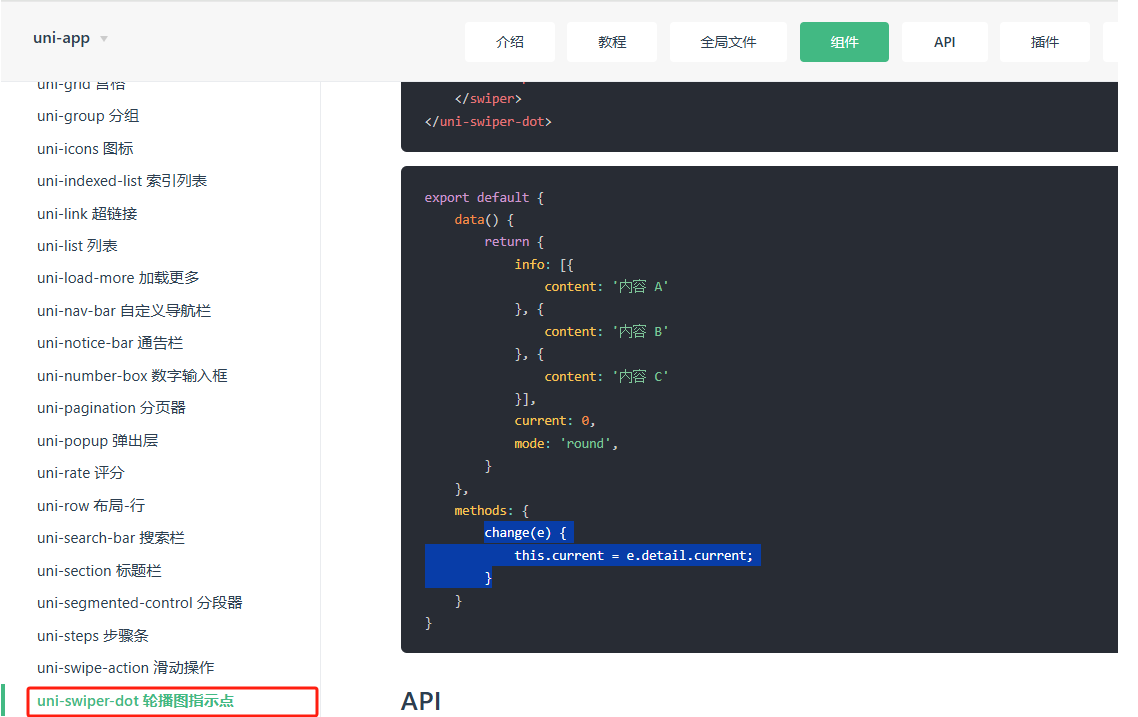 uni-app
介绍
教程
全局文件
组件
API
插件
uni-grid 宫格
uni-group 分组
uni-icons 图标
uni-indexed-list 索引列表
uni-link 超链接
uni-list 列表
uni-load-more 加载更多
uni-nav-bar 自定义导航栏
uni-notice-bar 通告栏
uni-number-box 数字输入框
uni-pagination 分页器
uni-popup 弹出层
uni-rate 评分
uni-row 布局-行
uni-search-bar 搜索栏
uni-section 标题栏
uni-segmented-control 分段器
uni-steps 步骤条
uni-swipe-action 滑动操作
uni-swiper-dot 轮播图指示点
</swiper>
</uni-swiper-dot>
export default {
data() {
return {
info: [{
content: '内容 A'
}, {
content: '内容 B'
}, {
content: '内容 C'
}],
current: 0,
mode: 'round',
}
},
methods: {
change(e) {
this.current = e.detail.current;
}
}
}
API